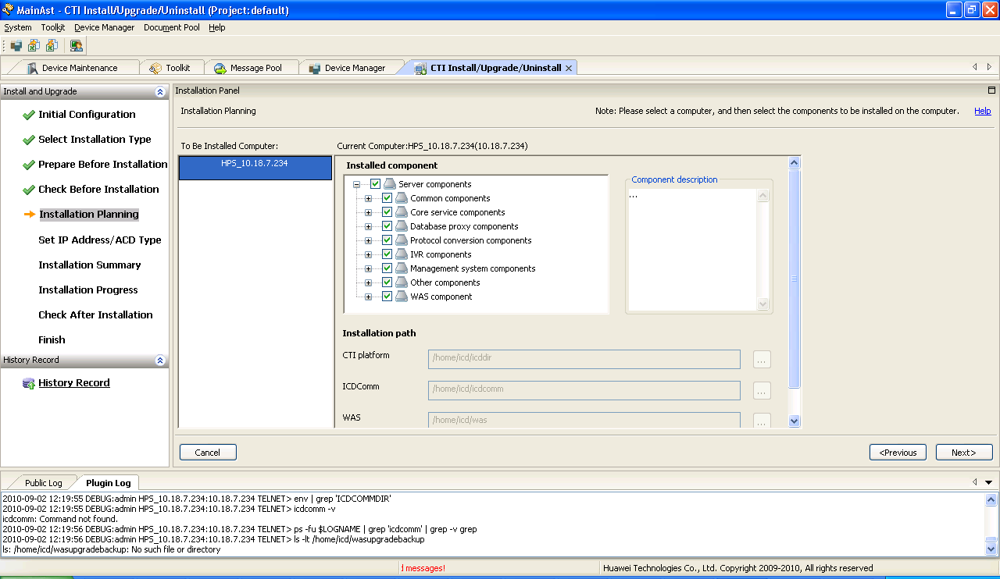 MainAst - CTI Install/Upgrade/Uninstall (Project:default)
System Toolkit Device Manager Document Pool Help
Device Maintenance Toolkit Message Pool Device Manager CTI Install/Upgrade/Uninstall
Install and Upgrade
Initial Configuration
Select Installation Type
Prepare Before Installation
Check Before Installation
Installation Planning
Set IP Address/ACD Type
Installation Summary
Installation Progress
Check After Installation
Finish
History Record
History Record
Installation Panel
Installation Planning
Note: Please select a computer, and then select the components to be installed on the computer. Help
To Be Installed Computer:
HPS_10.18.7.234
Current Computer:HPS_10.18.7.234(10.18.7.234)
Installed component
Server components
Common components
Core service components
Database proxy components
Protocol conversion components
IVR components
Management system components
Other components
WAS component
Component description
...
Installation path
CTI platform /home/icd/icddir ...
ICDComm /home/icd/icdcomm ...
WAS /home/icd/was ...
Cancel <Previous Next>
Public Log Plugin Log
2010-09-02 12:19:55 DEBUG:admin HPS_10.18.7.234:10.18.7.234 TELNET> env | grep 'ICDCOMMDIR'
2010-09-02 12:19:55 DEBUG:admin HPS_10.18.7.234:10.18.7.234 TELNET> icdcomm -v
icdcomm: Command not found.
2010-09-02 12:19:56 DEBUG:admin HPS_10.18.7.234:10.18.7.234 TELNET> ps -fu $LOGNAME | grep 'icdcomm' | grep -v grep
2010-09-02 12:19:56 DEBUG:admin HPS_10.18.7.234:10.18.7.234 TELNET> ls -lt /home/icd/wasupgradebackup
ls: /home/icd/wasupgradebackup: No such file or directory
messages! Huawei Technologies Co., Ltd. Copyright 2009-2010, All rights reserved